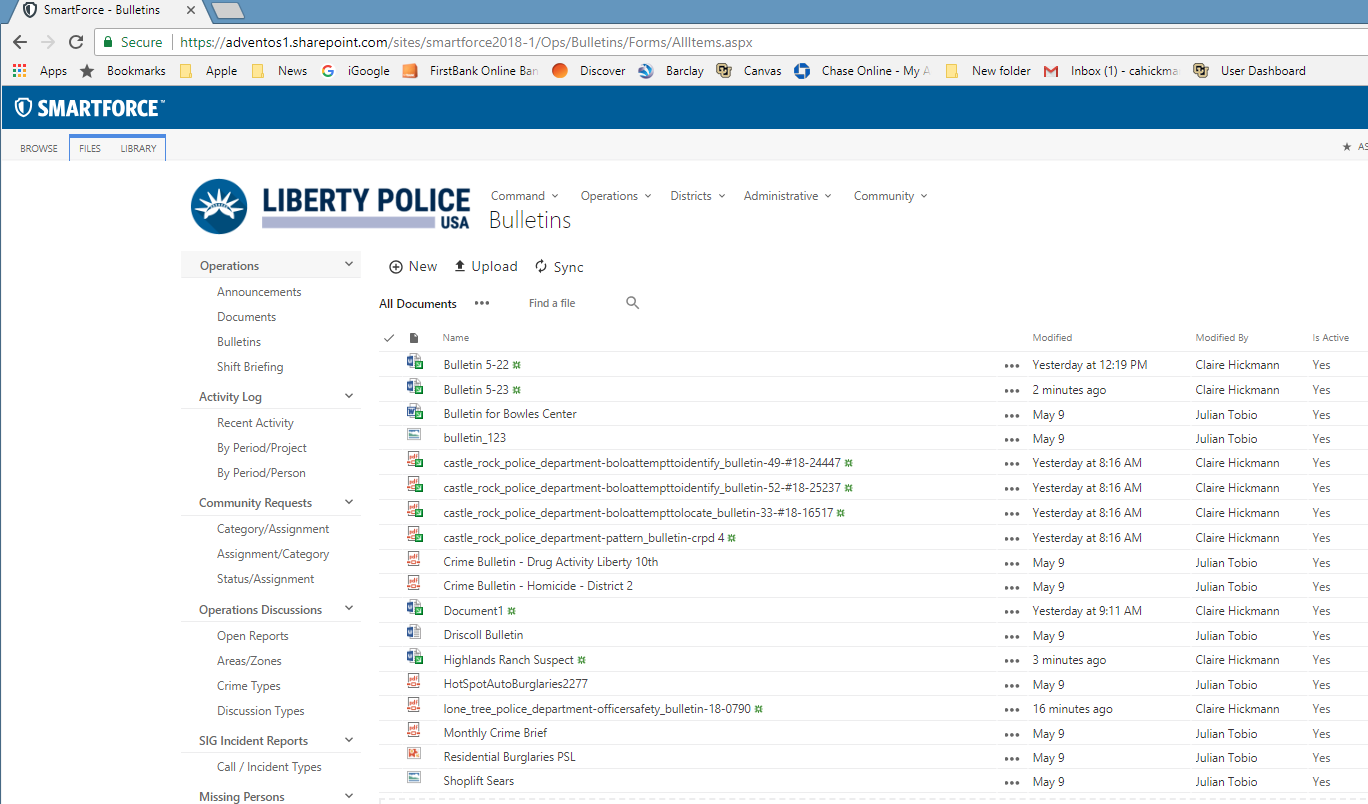 SmartForce - Bulletins
Secure https://adventos1.sharepoint.com/sites/smartforce2018-1/Ops/Bulletins/Forms/AllItems.aspx
Apps Bookmarks Apple News iGoogle FirstBank Online Ban Discover Barclay Canvas Chase Online - My A New folder Inbox (1) - cahickma User Dashboard
SMARTFORCE™
BROWSE FILES LIBRARY AS
LIBERTY POLICE USA
Command Operations Districts Administrative Community
Bulletins
Operations
Announcements
Documents
Bulletins
Shift Briefing
Activity Log
Recent Activity
By Period/Project
By Period/Person
Community Requests
Category/Assignment
Assignment/Category
Status/Assignment
Operations Discussions
Open Reports
Areas/Zones
Crime Types
Discussion Types
SIG Incident Reports
Call / Incident Types
Missing Persons
New Upload Sync
All Documents ••• Find a file
Name Modified Modified By Is Active
Bulletin 5-22 ••• Yesterday at 12:19 PM Claire Hickmann Yes
Bulletin 5-23 ••• 2 minutes ago Claire Hickmann Yes
Bulletin for Bowles Center ••• May 9 Julian Tobio Yes
bulletin_123 ••• May 9 Julian Tobio Yes
castle_rock_police_department-boloattempttoidentify_bulletin-49-#18-24447 ••• Yesterday at 8:16 AM Claire Hickmann Yes
castle_rock_police_department-boloattempttoidentify_bulletin-52-#18-25237 ••• Yesterday at 8:16 AM Claire Hickmann Yes
castle_rock_police_department-boloattempttolocate_bulletin-33-#18-16517 ••• Yesterday at 8:16 AM Claire Hickmann Yes
castle_rock_police_department-pattern_bulletin-crpd 4 ••• Yesterday at 8:16 AM Claire Hickmann Yes
Crime Bulletin - Drug Activity Liberty 10th ••• May 9 Julian Tobio Yes
Crime Bulletin - Homicide - District 2 ••• May 9 Julian Tobio Yes
Document1 ••• Yesterday at 9:11 AM Claire Hickmann Yes
Driscoll Bulletin ••• May 9 Julian Tobio Yes
Highlands Ranch Suspect ••• 3 minutes ago Claire Hickmann Yes
HotSpotAutoBurglaries2277 ••• May 9 Julian Tobio Yes
lone_tree_police_department-officersafety_bulletin-18-0790 ••• 16 minutes ago Claire Hickmann Yes
Monthly Crime Brief ••• May 9 Julian Tobio Yes
Residential Burglaries PSL ••• May 9 Julian Tobio Yes
Shoplift Sears ••• May 9 Julian Tobio Yes